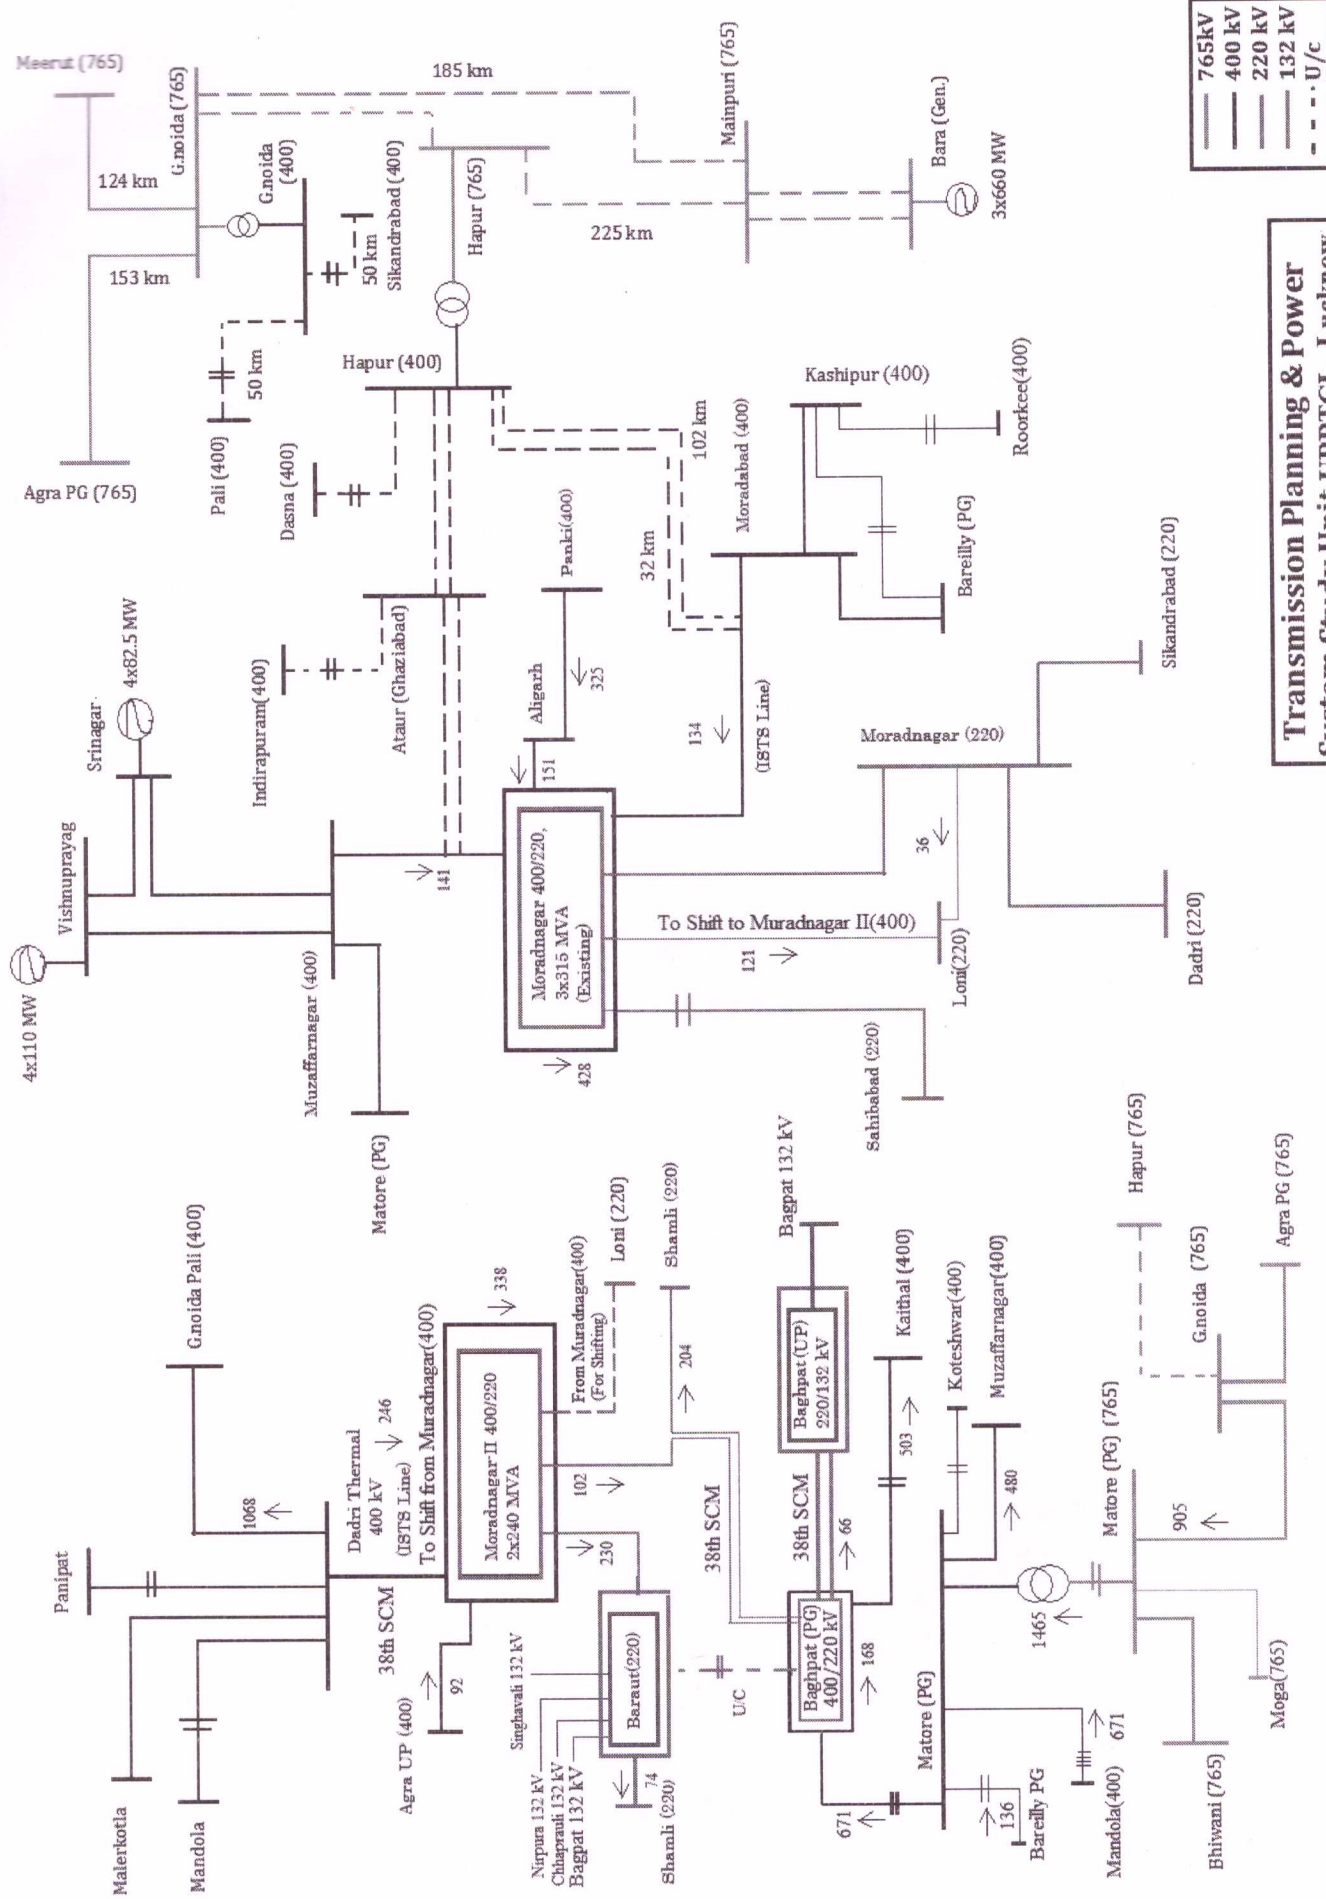 Meerut (765)
G.noida (765)
185 km
Mainpuri (765)
765kV
400 kV
220 kV
132 kV
U/c
124 km
153 km
G.noida
(400)
50 km
Sikandrabad (400)
Hapur (765)
225 km
Bara (Gen.)
3x660 MW
Agra PG (765)
Pali (400)
50 km
Hapur (400)
Dasna (400)
102 km
32 km
Moradabad (400)
Kashipur (400)
Roorkee(400)
Bareilly (PG)
Transmission Planning & Power
Srinagar
4x82.5 MW
Indirapuram(400)
Ataur (Ghaziabad)
Panki(400)
Aligarh
325
151
134
(ISTS Line)
Moradnagar (220)
Sikandrabad (220)
4x110 MW
Vishnuprayag
Muzaffarnagar (400)
141
Moradnagar 400/220,
3x315 MVA
(Existing)
428
To Shift to Muradnagar II(400)
121
36
Loni(220)
Dadri (220)
Matore (PG)
Sahibabad (220)
G.noida Pali (400)
Panipat
1068
Dadri Thermal
400 kV
(ISTS Line)
246
To Shift from Muradnagar(400)
38th SCM
Malerkotla
Mandola
Agra UP (400)
92
Moradnagar-II 400/220
2x240 MVA
338
From Muradnagar(400)
(For Shifting)
Loni (220)
Shamli (220)
102
204
230
38th SCM
Singhavali 132 kV
Nirpura 132 kV
Chhaprauli 132 kV
Bagpat 132 kV
Baraut(220)
74
Shamli (220)
U/C
Bagpat 132 kV
Baghpat (UP)
220/132 kV
38th SCM
66
Baghpat (PG)
400/220 kV
168
503
Kaithal (400)
Koteshwar(400)
Muzaffarnagar(400)
480
671
Matore (PG)
136
Bareilly PG
671
Mandola(400)
1465
Matore (PG) (765)
Hapur (765)
G.noida (765)
Agra PG (765)
905
Moga(765)
Bhiwani (765)